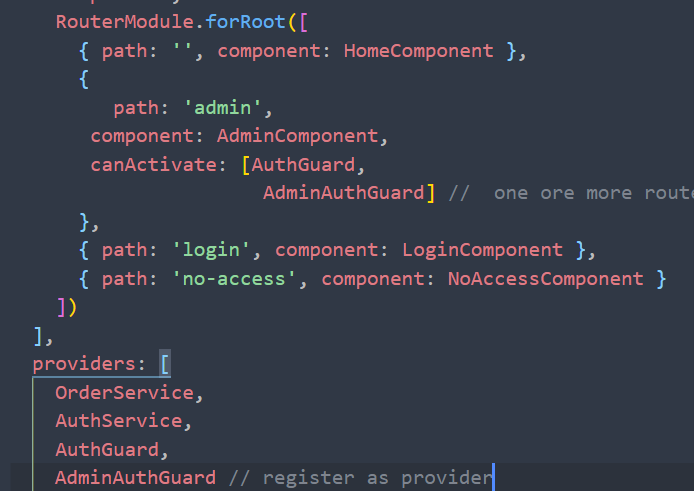 RouterModule.forRoot([
{ path: '', component: HomeComponent },
{
path: 'admin',
component: AdminComponent,
canActivate: [AuthGuard,
AdminAuthGuard] // one ore more route
},
{ path: 'login', component: LoginComponent },
{ path: 'no-access', component: NoAccessComponent }
])
],
providers: [
OrderService,
AuthService,
AuthGuard,
AdminAuthGuard // register as provider